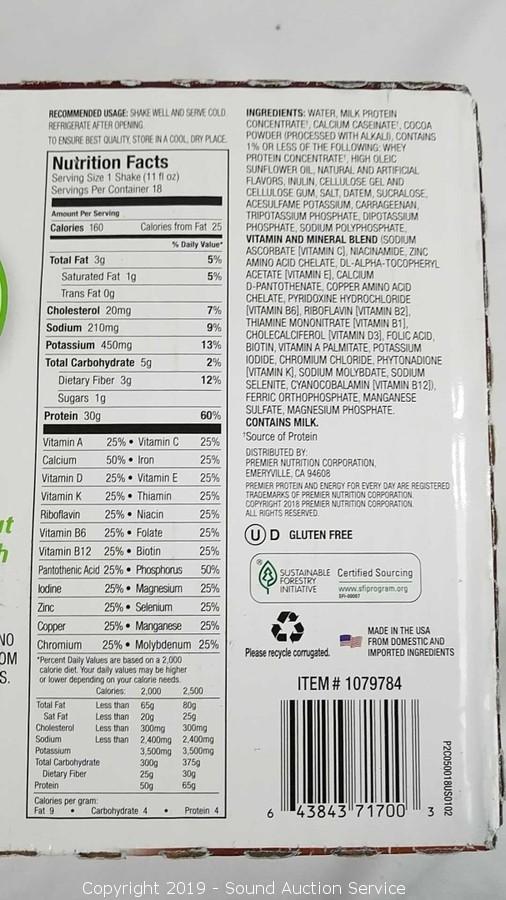 RECOMMENDED USAGE: SHAKE WELL AND SERVE COLD.
REFRIGERATE AFTER OPENING.
TO ENSURE BEST QUALITY, STORE IN A COOL, DRY PLACE.
Nutrition Facts
Serving Size 1 Shake (11 fl oz)
Servings Per Container 18
Amount Per Serving
Calories 160 Calories from Fat 25
% Daily Value*
Total Fat 3g 5%
Saturated Fat 1g 5%
Trans Fat 0g
Cholesterol 20mg 7%
Sodium 210mg 9%
Potassium 450mg 13%
Total Carbohydrate 5g 2%
Dietary Fiber 3g 12%
Sugars 1g
Protein 30g 60%
Vitamin A 25% • Vitamin C 25%
Calcium 50% • Iron 25%
Vitamin D 25% • Vitamin E 25%
Vitamin K 25% • Thiamin 25%
Riboflavin 25% • Niacin 25%
Vitamin B6 25% • Folate 25%
Vitamin B12 25% • Biotin 25%
Pantothenic Acid 25% • Phosphorus 50%
Iodine 25% • Magnesium 25%
Zinc 25% • Selenium 25%
Copper 25% • Manganese 25%
Chromium 25% • Molybdenum 25%
*Percent Daily Values are based on a 2,000
calorie diet. Your daily values may be higher
or lower depending on your calorie needs.
Calories: 2,000 2,500
Total Fat Less than 65g 80g
Sat Fat Less than 20g 25g
Cholesterol Less than 300mg 300mg
Sodium Less than 2,400mg 2,400mg
Potassium 3,500mg 3,500mg
Total Carbohydrate 300g 375g
Dietary Fiber 25g 30g
Protein 50g 65g
Calories per gram:
Fat 9 • Carbohydrate 4 • Protein 4
INGREDIENTS: WATER, MILK PROTEIN
CONCENTRATE†, CALCIUM CASEINATE†, COCOA
POWDER (PROCESSED WITH ALKALI), CONTAINS
1% OR LESS OF THE FOLLOWING: WHEY
PROTEIN CONCENTRATE†, HIGH OLEIC
SUNFLOWER OIL, NATURAL AND ARTIFICIAL
FLAVORS, INULIN, CELLULOSE GEL AND
CELLULOSE GUM, SALT, DATEM, SUCRALOSE,
ACESULFAME POTASSIUM, CARRAGEENAN,
TRIPOTASSIUM PHOSPHATE, DIPOTASSIUM
PHOSPHATE, SODIUM POLYPHOSPHATE,
VITAMIN AND MINERAL BLEND (SODIUM
ASCORBATE [VITAMIN C], NIACINAMIDE, ZINC
AMINO ACID CHELATE, DL-ALPHA-TOCOPHERYL
ACETATE [VITAMIN E], CALCIUM
D-PANTOTHENATE, COPPER AMINO ACID
CHELATE, PYRIDOXINE HYDROCHLORIDE
[VITAMIN B6], RIBOFLAVIN [VITAMIN B2],
THIAMINE MONONITRATE [VITAMIN B1],
CHOLECALCIFEROL [VITAMIN D3], FOLIC ACID,
BIOTIN, VITAMIN A PALMITATE, POTASSIUM
IODIDE, CHROMIUM CHLORIDE, PHYTONADIONE
[VITAMIN K], SODIUM MOLYBDATE, SODIUM
SELENITE, CYANOCOBALAMIN [VITAMIN B12]),
FERRIC ORTHOPHOSPHATE, MANGANESE
SULFATE, MAGNESIUM PHOSPHATE.
CONTAINS MILK.
†Source of Protein
DISTRIBUTED BY:
PREMIER NUTRITION CORPORATION,
EMERYVILLE, CA 94608
PREMIER PROTEIN AND ENERGY FOR EVERY DAY ARE REGISTERED
TRADEMARKS OF PREMIER NUTRITION CORPORATION.
COPYRIGHT 2018 PREMIER NUTRITION CORPORATION.
ALL RIGHTS RESERVED.
U D GLUTEN FREE
SUSTAINABLE
FORESTRY
INITIATIVE
Certified Sourcing
www.sfiprogram.org
SFI-00007
Please recycle corrugated.
MADE IN THE USA
FROM DOMESTIC AND
IMPORTED INGREDIENTS
ITEM # 1079784
6 43843 71700 3
P2C050018US0102
Copyright 2019 - Sound Auction Service